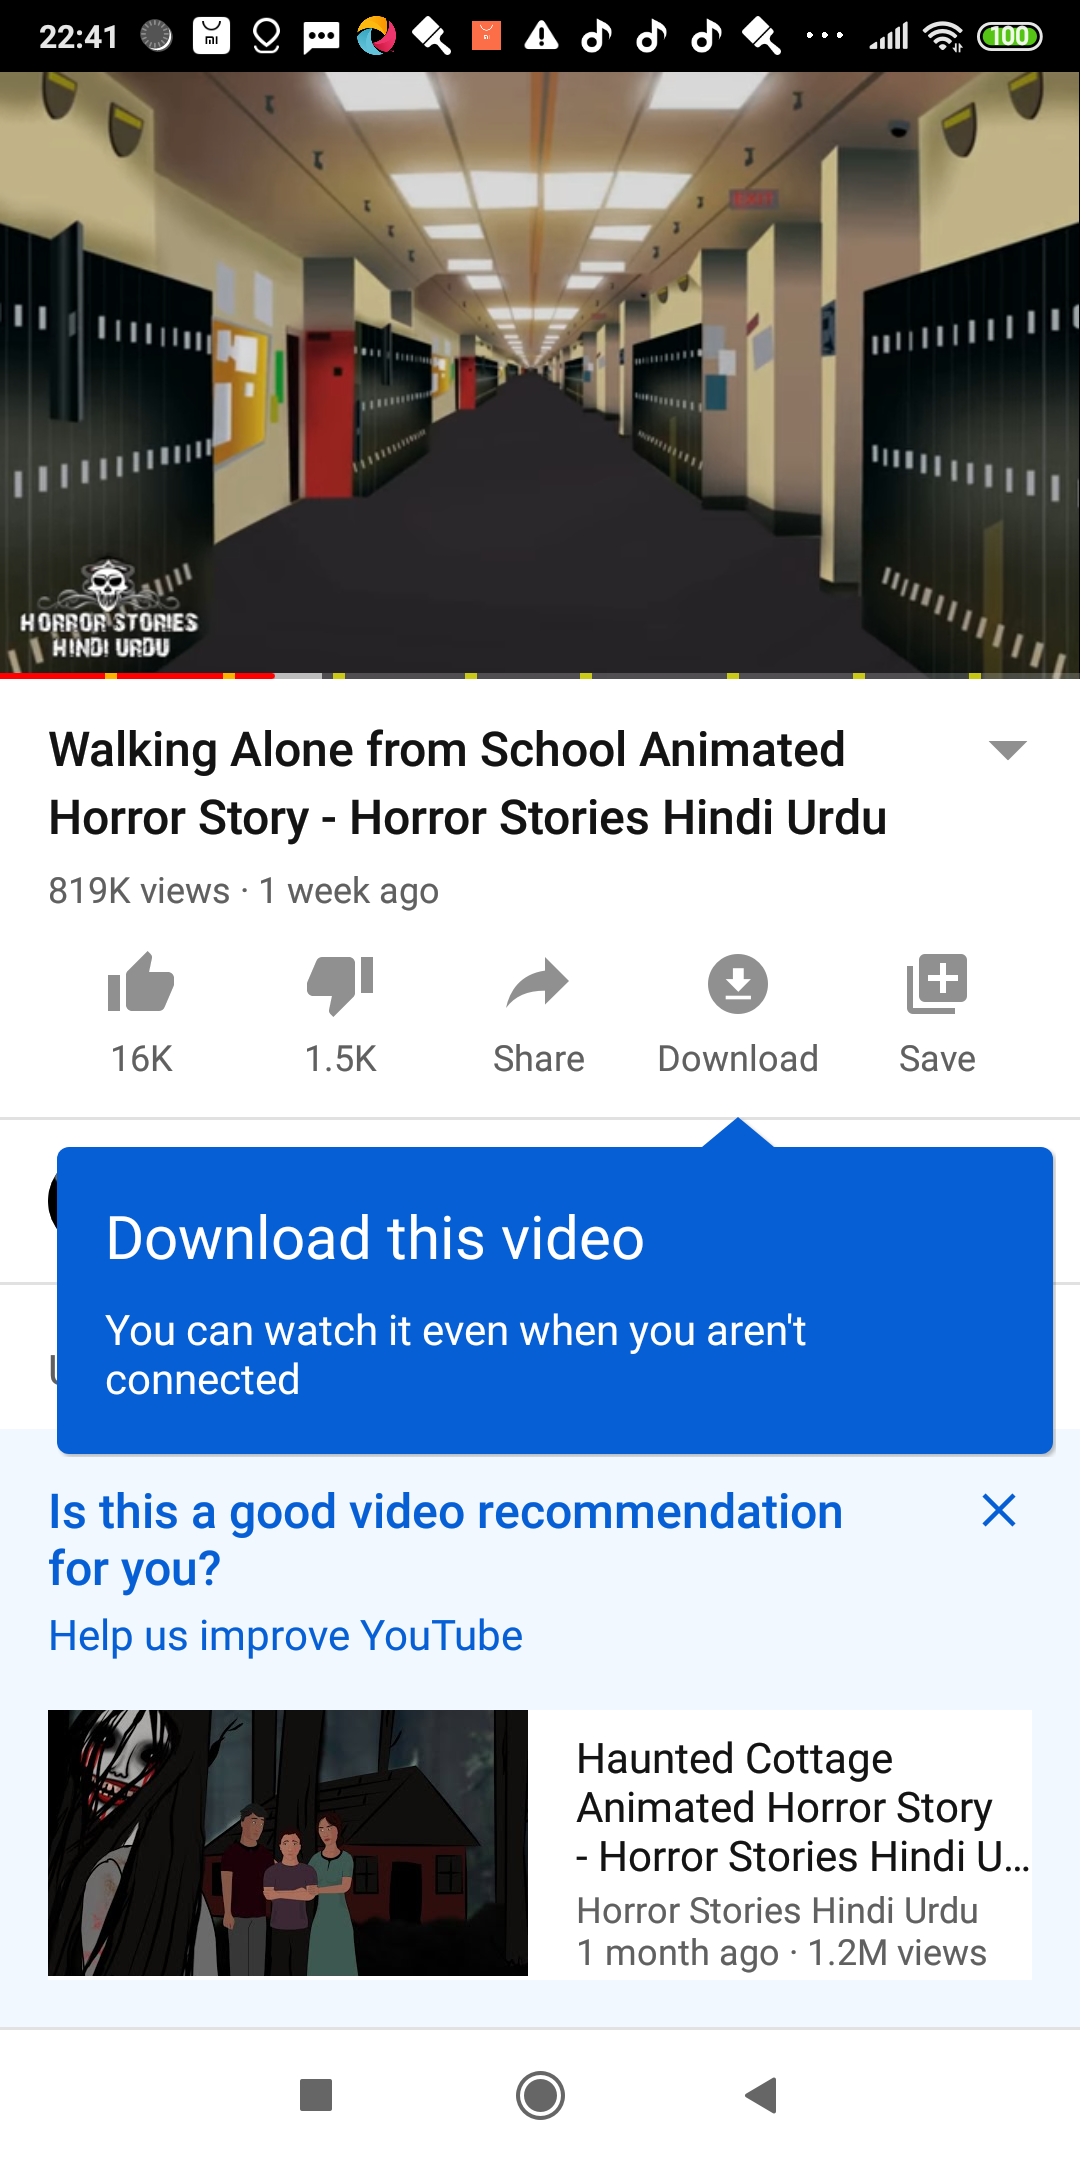 22:41
100
EXIT
HORROR STORIES
HINDI URDU
Walking Alone from School Animated
Horror Story - Horror Stories Hindi Urdu
819K views · 1 week ago
16K
1.5K
Share
Download
Save
Download this video
You can watch it even when you aren't
connected
Is this a good video recommendation
for you?
Help us improve YouTube
Haunted Cottage
Animated Horror Story
- Horror Stories Hindi U...
Horror Stories Hindi Urdu
1 month ago · 1.2M views